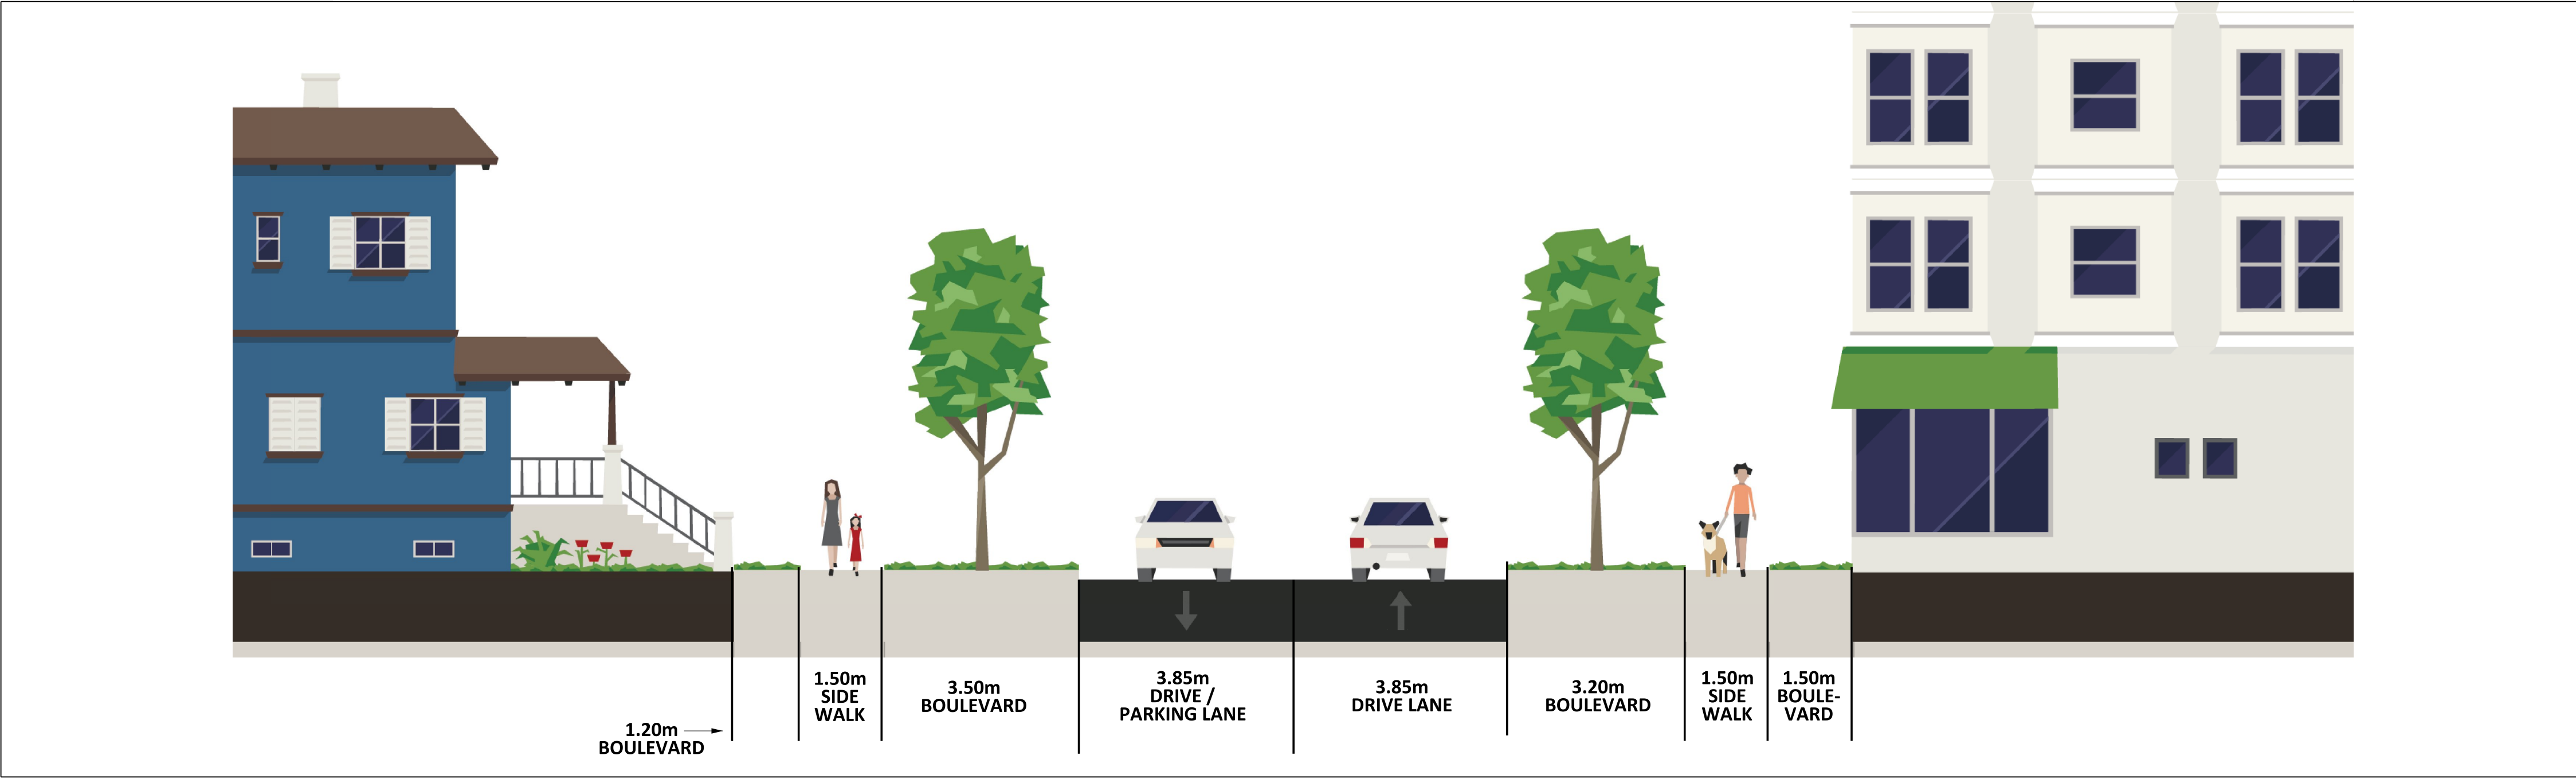 1.20m
BOULEVARD
1.50m
SIDE
WALK
3.50m
BOULEVARD
3.85m
DRIVE /
PARKING LANE
3.85m
DRIVE LANE
3.20m
BOULEVARD
1.50m
SIDE
WALK
1.50m
BOULE-
VARD